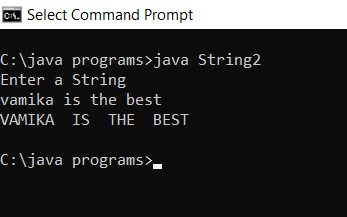 Select Command Prompt
C:\java programs>java String2
Enter a String
vamika is the best
VAMIKA  IS  THE  BEST
C:\java programs>